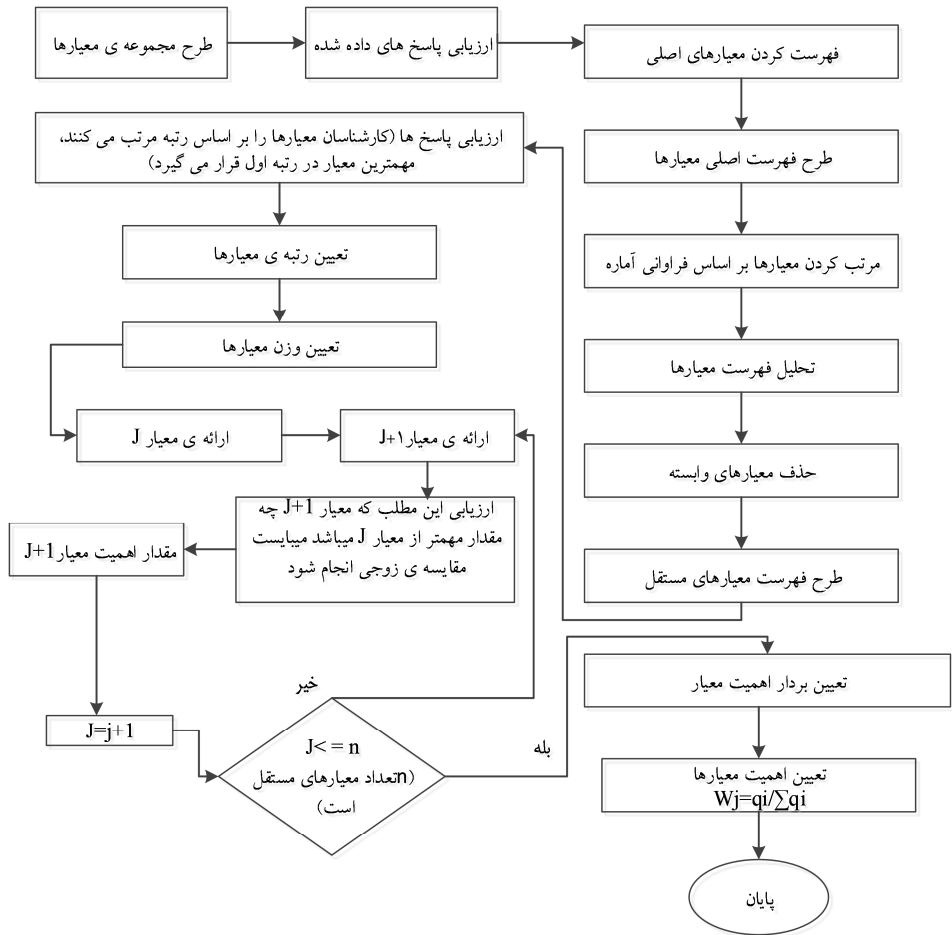 طرح مجموعه ی معیارها
ارزیابی پاسخ های داده شده
فهرست کردن معیارهای اصلی
طرح فهرست اصلی معیارها
مرتب کردن معیارها بر اساس فراوانی آماره
تحلیل فهرست معیارها
حذف معیارهای وابسته
طرح فهرست معیارهای مستقل
ارزیابی پاسخ ها (کارشناسان معیارها را بر اساس رتبه مرتب می کنند،
مهمترین معیار در رتبه اول قرار می گیرد)
تعیین رتبه ی معیارها
تعیین وزن معیارها
ارائه ی معیار J
ارائه ی معیار J+۱
ارزیابی این مطلب که معیار J+1 چه
مقدار مهمتر از معیار J میباشد میبایست
مقایسه ی زوجی انجام شود
مقدار اهمیت معیار J+1
J=j+1
J< = n
(nتعداد معیارهای مستقل
است)
خیر
بله
تعیین بردار اهمیت معیار
تعیین اهمیت معیارها
Wj=qi/∑qi
پایان